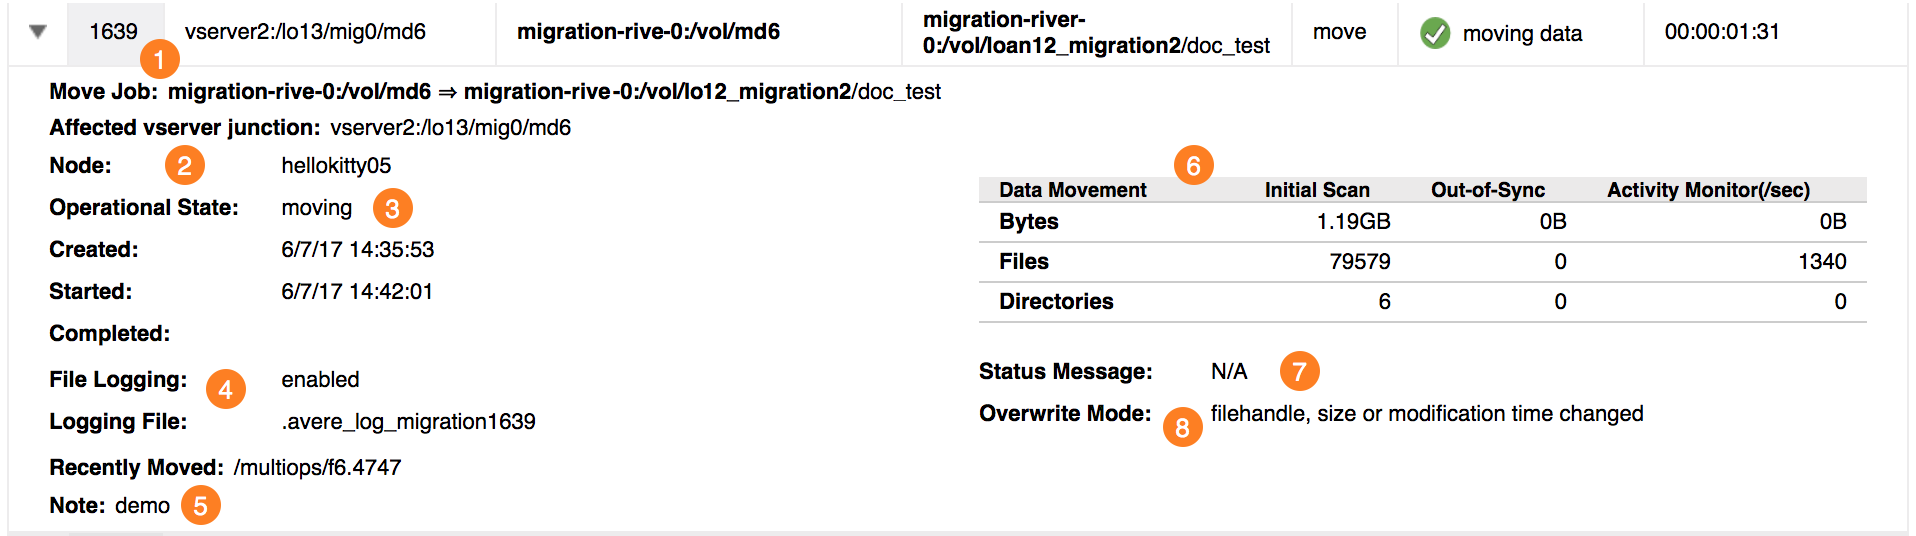 1639 vserver2:/lo13/mig0/md6 migration-rive-0:/vol/md6 migration-river-0:/vol/loan12_migration2/doc_test move moving data 00:00:01:31
1
Move Job: migration-rive-0:/vol/md6 ⇒ migration-rive-0:/vol/lo12_migration2/doc_test
Affected vserver junction: vserver2:/lo13/mig0/md6
Node: 2 hellokitty05
Operational State: moving 3
Created: 6/7/17 14:35:53
Started: 6/7/17 14:42:01
Completed:
File Logging: 4 enabled
Logging File: .avere_log_migration1639
Recently Moved: /multiops/f6.4747
Note: demo 5
6
Data Movement Initial Scan Out-of-Sync Activity Monitor(/sec)
Bytes 1.19GB 0B 0B
Files 79579 0 1340
Directories 6 0 0
Status Message: N/A 7
Overwrite Mode: 8 filehandle, size or modification time changed